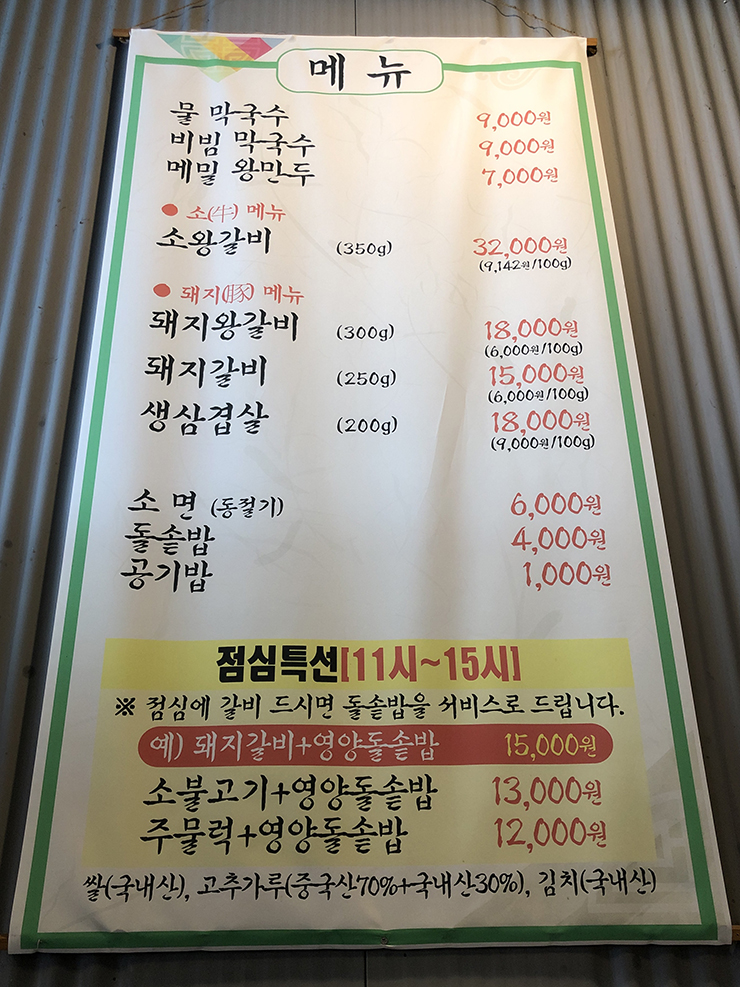 메 뉴
물 막국수 9,000원
비빔 막국수 9,000원
메밀 왕만두 7,000원
● 소(牛) 메뉴
소왕갈비 (350g) 32,000원
(9,142원/100g)
● 돼지(豚) 메뉴
돼지왕갈비 (300g) 18,000원
(6,000원/100g)
돼지갈비 (250g) 15,000원
(6,000원/100g)
생삼겹살 (200g) 18,000원
(9,000원/100g)
소 면 (동절기) 6,000원
돌솥밥 4,000원
공기밥 1,000원
점심특선[11시~15시]
※ 점심에 갈비 드시면 돌솥밥을 서비스로 드립니다.
예) 돼지갈비+영양돌솥밥 15,000원
소불고기+영양돌솥밥 13,000원
주물럭+영양돌솥밥 12,000원
쌀(국내산), 고추가루(중국산70%+국내산30%), 김치(국내산)